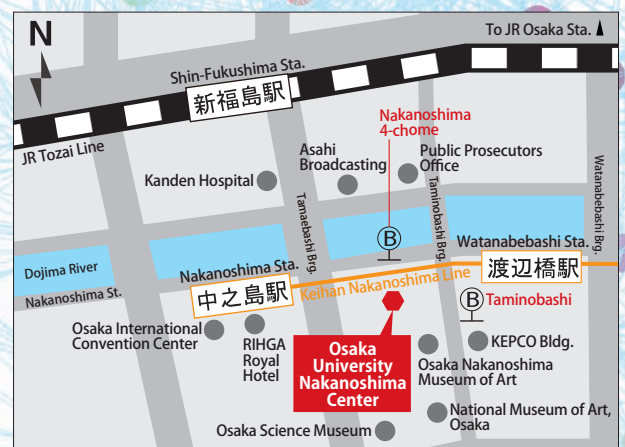 N
To JR Osaka Sta.
Shin-Fukushima Sta.
新福島駅
JR Tozai Line
Nakanoshima
4-chome
Asahi
Broadcasting
Public Prosecutors
Office
Kanden Hospital
Tamaebashi Brg.
Taminobashi Brg.
Watanabebashi Brg.
B
Watanabebashi Sta.
渡辺橋駅
Dojima River
Nakanoshima St.
Nakanoshima Sta.
中之島駅
Keihan Nakanoshima Line
B
Taminobashi
Osaka International
Convention Center
RIHGA
Royal
Hotel
Osaka
University
Nakanoshima
Center
KEPCO Bldg.
Osaka Nakanoshima
Museum of Art
National Museum of Art,
Osaka
Osaka Science Museum